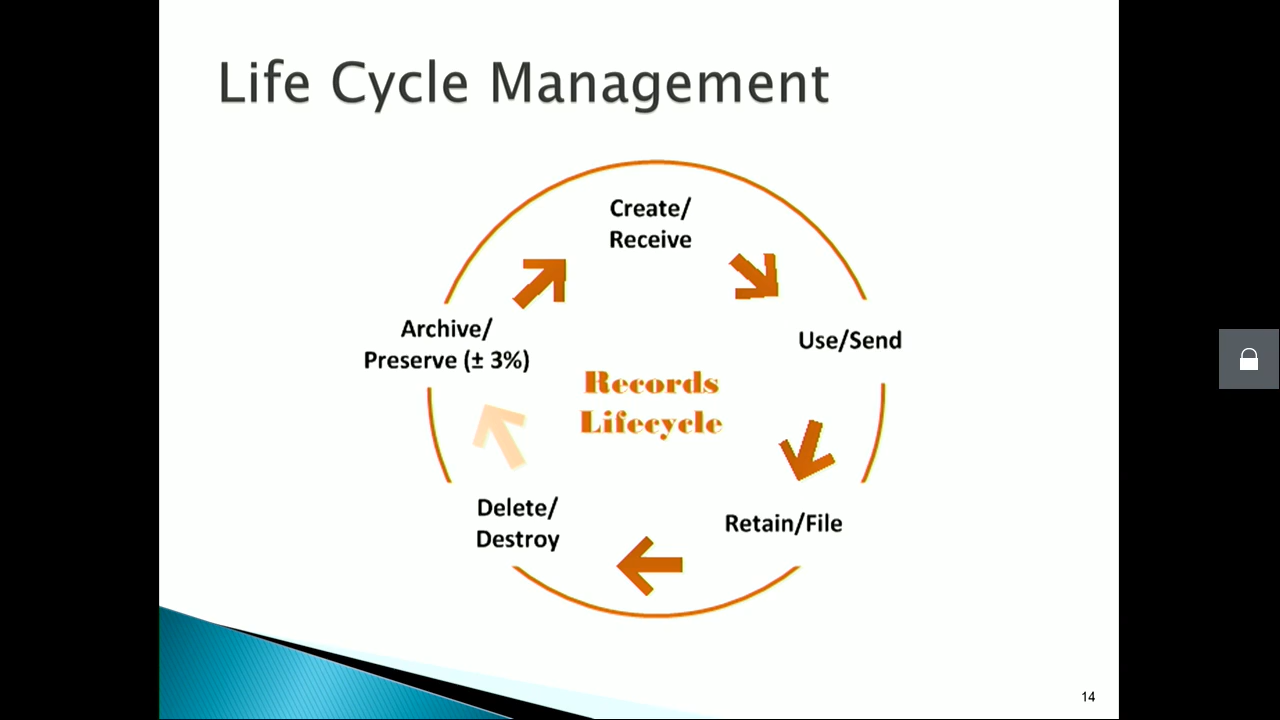 Life Cycle Management
Create/
Receive
Use/Send
Retain/File
Delete/
Destroy
Archive/
Preserve (± 3%)
Records
Lifecycle
14